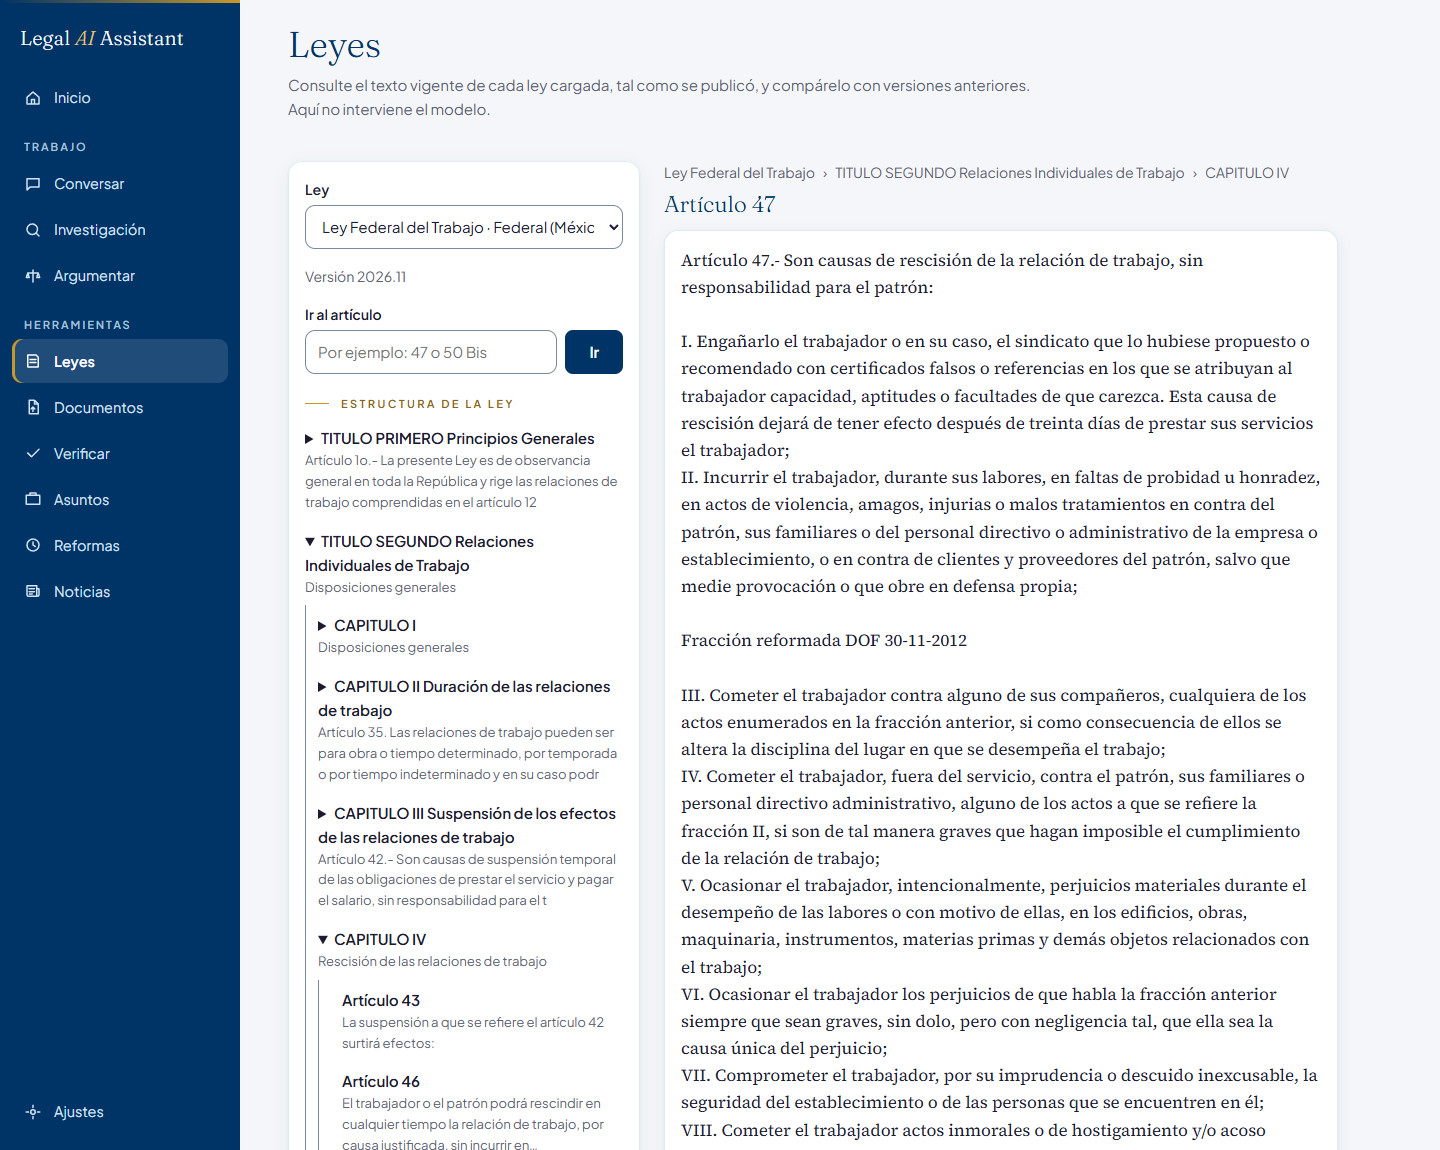 Legal AI Assistant
Inicio
TRABAJO
Conversar
Investigación
Argumentar
HERRAMIENTAS
Leyes
Documentos
Verificar
Asuntos
Reformas
Noticias
Ajustes
Leyes
Consulte el texto vigente de cada ley cargada, tal como se publicó, y compárelo con versiones anteriores.
Aquí no interviene el modelo.
Ley
Ley Federal del Trabajo · Federal (Méxic
Versión 2026.11
Ir al artículo
Por ejemplo: 47 o 50 Bis
Ir
ESTRUCTURA DE LA LEY
TITULO PRIMERO Principios Generales
Artículo 1o.- La presente Ley es de observancia
general en toda la República y rige las relaciones de
trabajo comprendidas en el artículo 12
TITULO SEGUNDO Relaciones
Individuales de Trabajo
Disposiciones generales
CAPITULO I
Disposiciones generales
CAPITULO II Duración de las relaciones
de trabajo
Artículo 35. Las relaciones de trabajo pueden ser
para obra o tiempo determinado, por temporada
o por tiempo indeterminado y en su caso podr
CAPITULO III Suspensión de los efectos
de las relaciones de trabajo
Artículo 42.- Son causas de suspensión temporal
de las obligaciones de prestar el servicio y pagar
el salario, sin responsabilidad para el t
CAPITULO IV
Rescisión de las relaciones de trabajo
Artículo 43
La suspensión a que se refiere el artículo 42
surtirá efectos:
Artículo 46
El trabajador o el patrón podrá rescindir en
cualquier tiempo la relación de trabajo, por
causa justificada, sin incurrir en…
Ley Federal del Trabajo › TITULO SEGUNDO Relaciones Individuales de Trabajo › CAPITULO IV
Artículo 47
Artículo 47.- Son causas de rescisión de la relación de trabajo, sin
responsabilidad para el patrón:
I. Engañarlo el trabajador o en su caso, el sindicato que lo hubiese propuesto o
recomendado con certificados falsos o referencias en los que se atribuyan al
trabajador capacidad, aptitudes o facultades de que carezca. Esta causa de
rescisión dejará de tener efecto después de treinta días de prestar sus servicios
el trabajador;
II. Incurrir el trabajador, durante sus labores, en faltas de probidad u honradez,
en actos de violencia, amagos, injurias o malos tratamientos en contra del
patrón, sus familiares o del personal directivo o administrativo de la empresa o
establecimiento, o en contra de clientes y proveedores del patrón, salvo que
medie provocación o que obre en defensa propia;
Fracción reformada DOF 30-11-2012
III. Cometer el trabajador contra alguno de sus compañeros, cualquiera de los
actos enumerados en la fracción anterior, si como consecuencia de ellos se
altera la disciplina del lugar en que se desempeña el trabajo;
IV. Cometer el trabajador, fuera del servicio, contra el patrón, sus familiares o
personal directivo administrativo, alguno de los actos a que se refiere la
fracción II, si son de tal manera graves que hagan imposible el cumplimiento
de la relación de trabajo;
V. Ocasionar el trabajador, intencionalmente, perjuicios materiales durante el
desempeño de las labores o con motivo de ellas, en los edificios, obras,
maquinaria, instrumentos, materias primas y demás objetos relacionados con
el trabajo;
VI. Ocasionar el trabajador los perjuicios de que habla la fracción anterior
siempre que sean graves, sin dolo, pero con negligencia tal, que ella sea la
causa única del perjuicio;
VII. Comprometer el trabajador, por su imprudencia o descuido inexcusable, la
seguridad del establecimiento o de las personas que se encuentren en él;
VIII. Cometer el trabajador actos inmorales o de hostigamiento y/o acoso